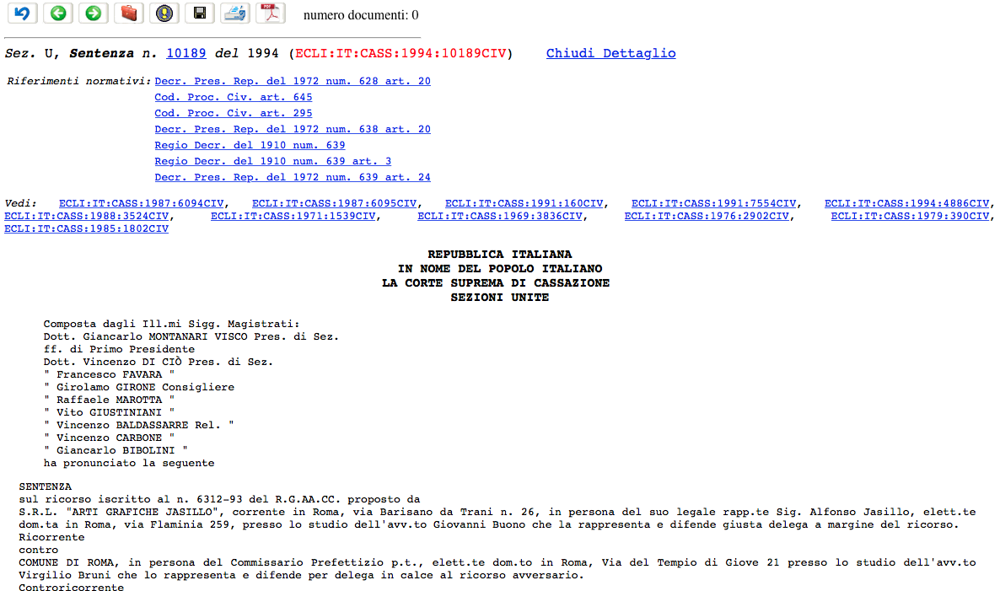 PDF
numero documenti: 0
Sez. U, Sentenza n. 10189 del 1994 (ECLI:IT:CASS:1994:10189CIV) Chiudi Dettaglio
Riferimenti normativi: Decr. Pres. Rep. del 1972 num. 628 art. 20
Cod. Proc. Civ. art. 645
Cod. Proc. Civ. art. 295
Decr. Pres. Rep. del 1972 num. 638 art. 20
Regio Decr. del 1910 num. 639
Regio Decr. del 1910 num. 639 art. 3
Decr. Pres. Rep. del 1972 num. 639 art. 24
Vedi: ECLI:IT:CASS:1987:6094CIV, ECLI:IT:CASS:1987:6095CIV, ECLI:IT:CASS:1991:160CIV, ECLI:IT:CASS:1991:7554CIV, ECLI:IT:CASS:1994:4886CIV,
ECLI:IT:CASS:1988:3524CIV, ECLI:IT:CASS:1971:1539CIV, ECLI:IT:CASS:1969:3836CIV, ECLI:IT:CASS:1976:2902CIV, ECLI:IT:CASS:1979:390CIV,
ECLI:IT:CASS:1985:1802CIV
REPUBBLICA ITALIANA
IN NOME DEL POPOLO ITALIANO
LA CORTE SUPREMA DI CASSAZIONE
SEZIONI UNITE
Composta dagli Ill.mi Sigg. Magistrati:
Dott. Giancarlo MONTANARI VISCO Pres. di Sez.
ff. di Primo Presidente
Dott. Vincenzo DI CIÒ Pres. di Sez.
" Francesco FAVARA "
" Girolamo GIRONE Consigliere
" Raffaele MAROTTA "
" Vito GIUSTINIANI "
" Vincenzo BALDASSARRE Rel. "
" Vincenzo CARBONE "
" Giancarlo BIBOLINI "
ha pronunciato la seguente
SENTENZA
sul ricorso iscritto al n. 6312-93 del R.G.AA.CC. proposto da
S.R.L. "ARTI GRAFICHE JASILLO", corrente in Roma, via Barisano da Trani n. 26, in persona del suo legale rapp.te Sig. Alfonso Jasillo, elett.te
dom.ta in Roma, via Flaminia 259, presso lo studio dell'avv.to Giovanni Buono che la rappresenta e difende giusta delega a margine del ricorso.
Ricorrente
contro
COMUNE DI ROMA, in persona del Commissario Prefettizio p.t., elett.te dom.to in Roma, Via del Tempio di Giove 21 presso lo studio dell'avv.to
Virgilio Bruni che lo rappresenta e difende per delega in calce al ricorso avversario.
Controricorrente